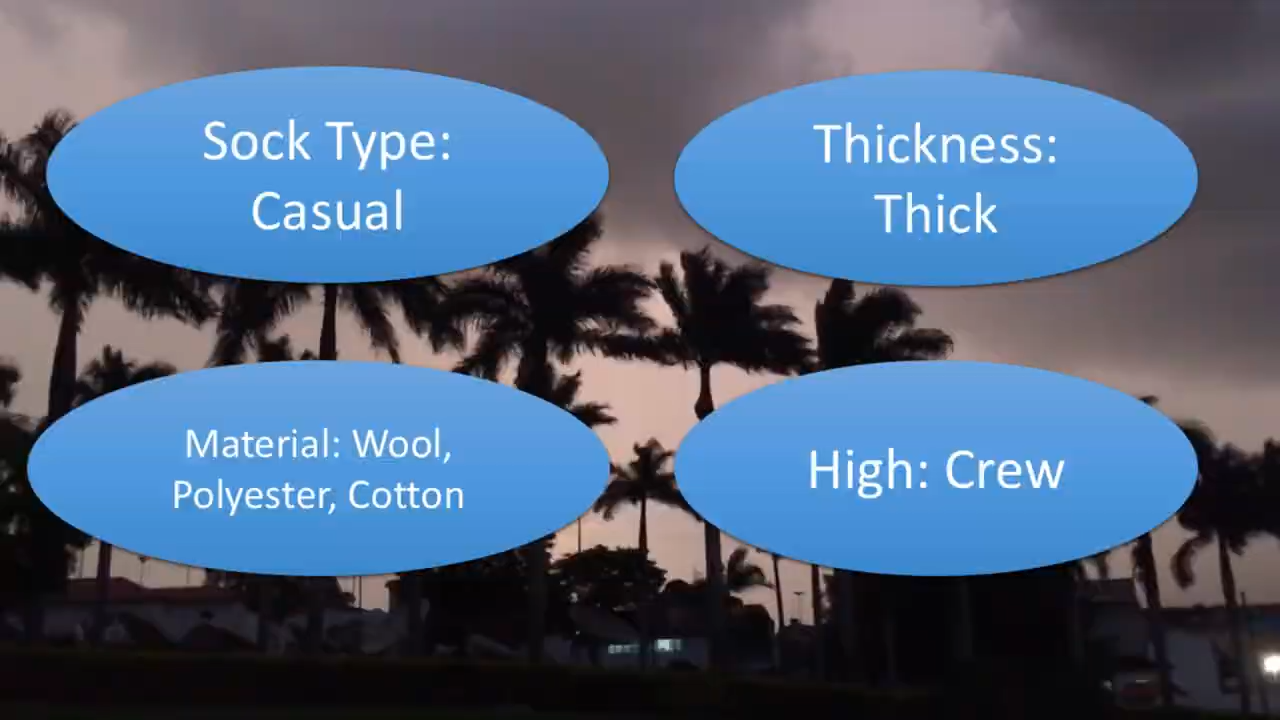 Sock Type:
Casual
Thickness:
Thick
Material: Wool,
Polyester, Cotton
High: Crew